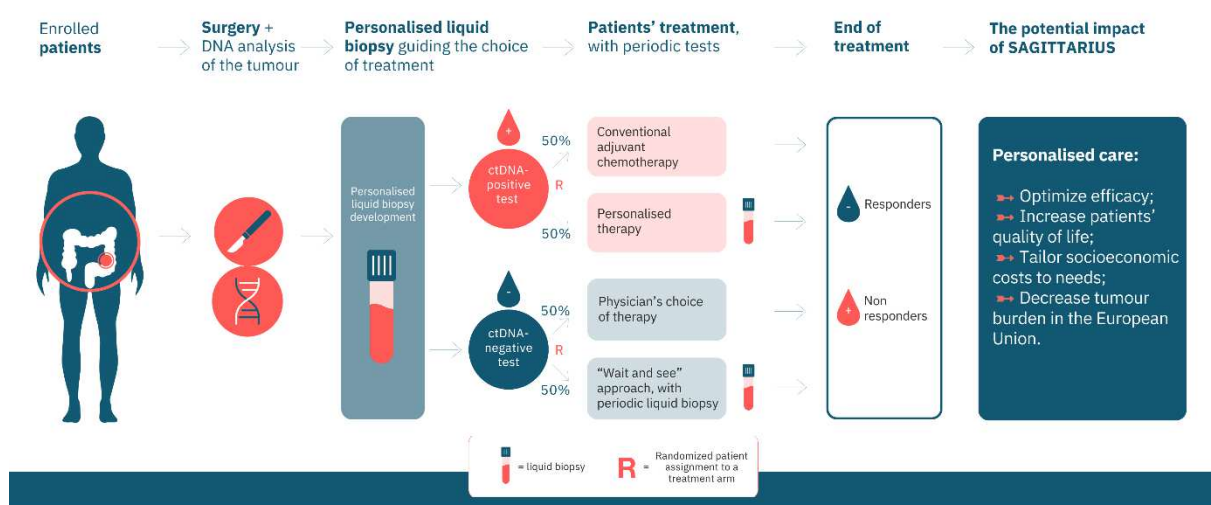 Enrolled
patients
Surgery +
DNA analysis
of the tumour
Personalised liquid
biopsy guiding the choice
of treatment
Patients' treatment,
with periodic tests
End of
treatment
The potential impact
of SAGITTARIUS
Personalised
liquid biopsy
development
+
ctDNA-
positive
test
50%
R
50%
Conventional
adjuvant
chemotherapy
Personalised
therapy
-
ctDNA-
negative
test
50%
R
50%
Physician's choice
of therapy
"Wait and see"
approach, with
periodic liquid biopsy
-
Responders
+
Non
responders
Personalised care:
Optimize efficacy;
Increase patients'
quality of life;
Tailor socioeconomic
costs to needs;
Decrease tumour
burden in the European
Union.
= liquid biopsy
R = Randomized patient
assignment to a
treatment arm